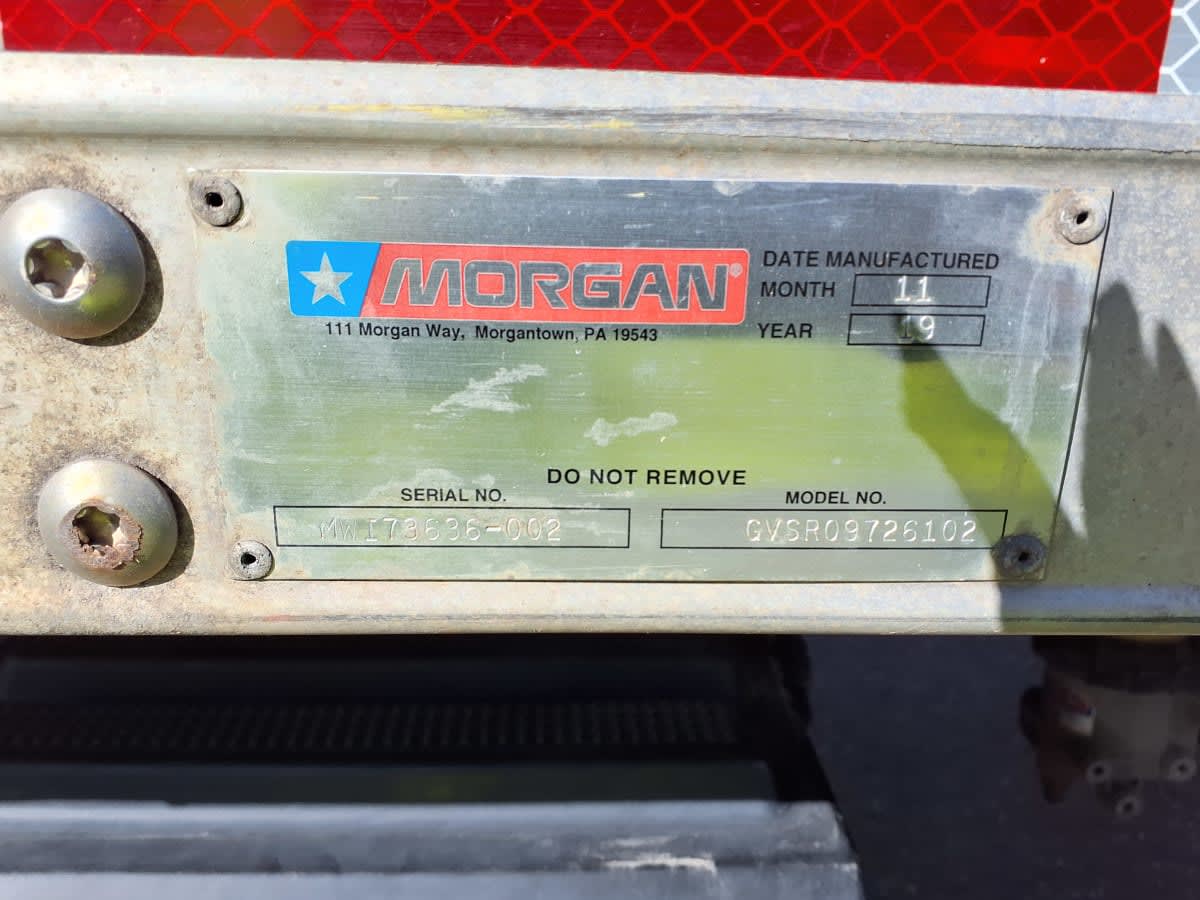 MORGAN®
111 Morgan Way, Morgantown, PA 19543
DATE MANUFACTURED
MONTH 11
YEAR 19
DO NOT REMOVE
SERIAL NO.
MWI73636-002
MODEL NO.
GVSR09726102